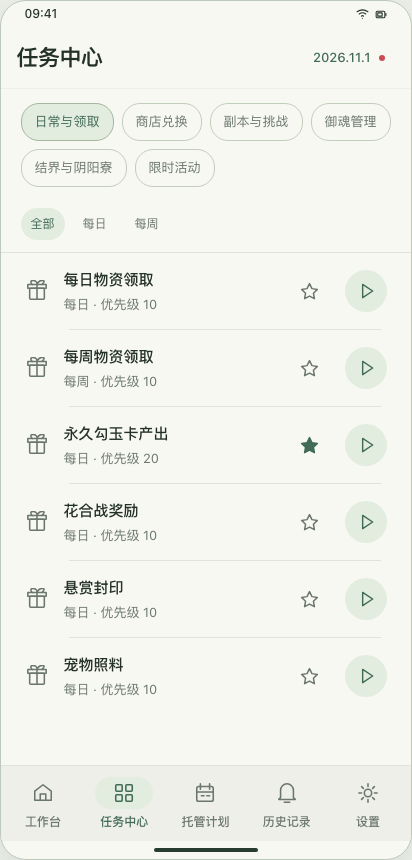 09:41
任务中心
2026.11.1
日常与领取 商店兑换 副本与挑战 御魂管理
结界与阴阳寮 限时活动
全部 每日 每周
每日物资领取
每日 · 优先级 10
每周物资领取
每周 · 优先级 10
永久勾玉卡产出
每日 · 优先级 20
花合战奖励
每日 · 优先级 10
悬赏封印
每日 · 优先级 10
宠物照料
每日 · 优先级 10
工作台 任务中心 托管计划 历史记录 设置